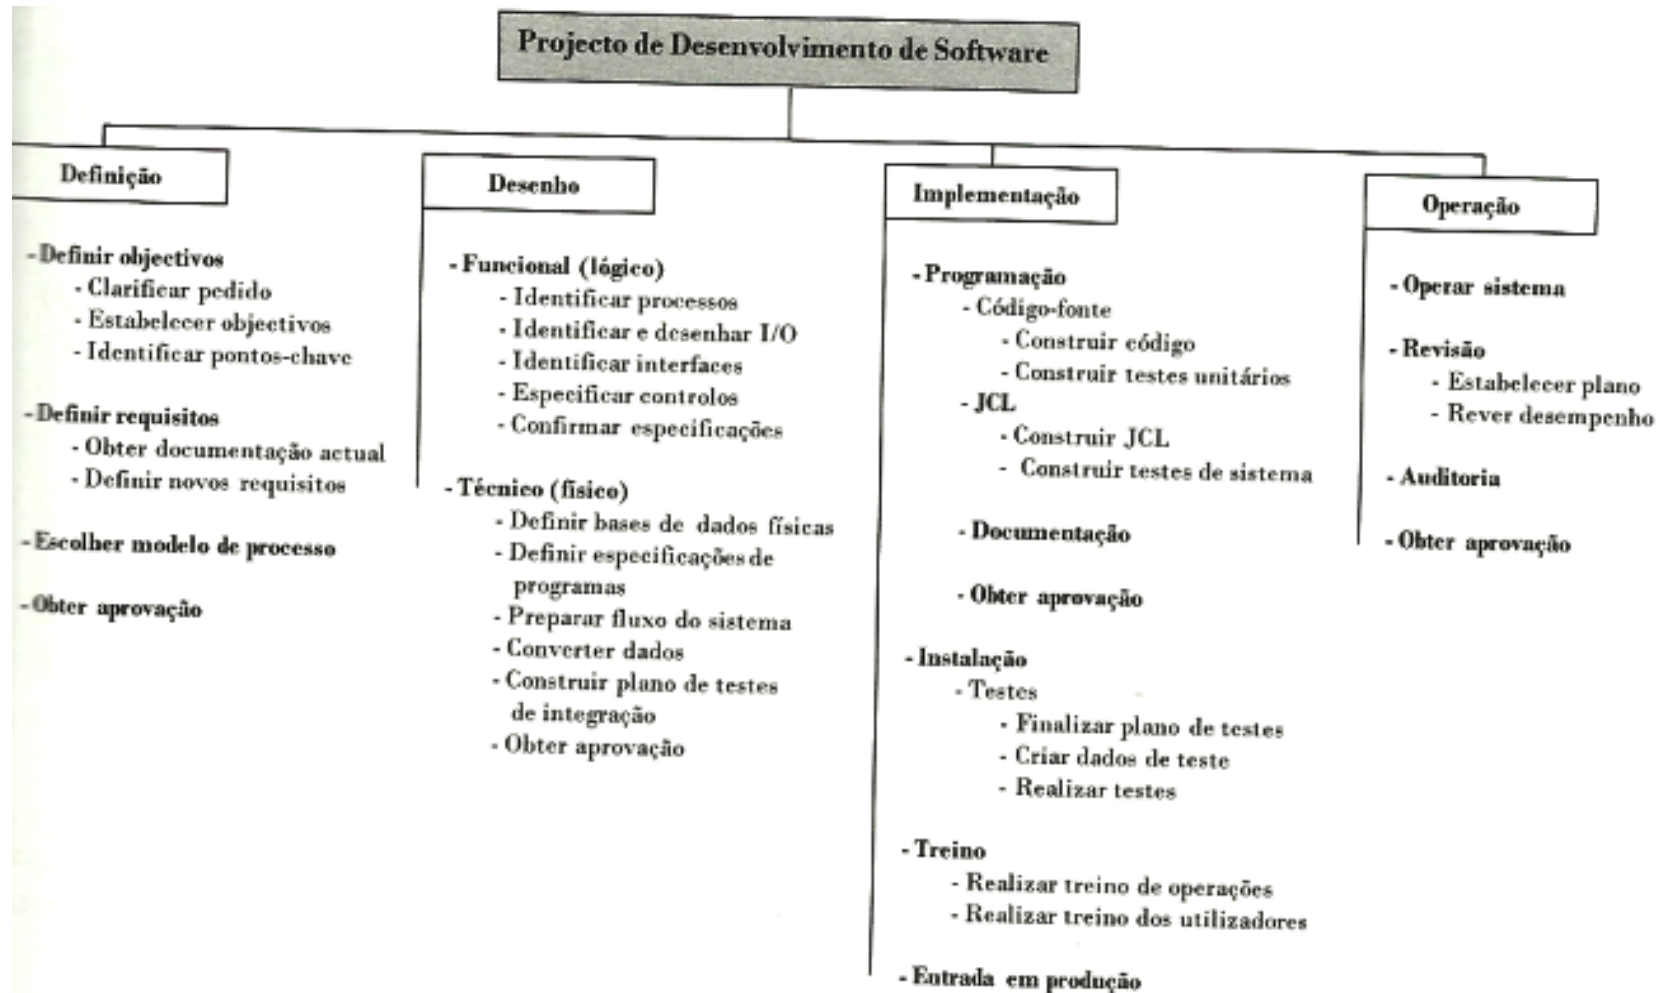 Projecto de Desenvolvimento de Software
Definição
- Definir objectivos
- Clarificar pedido
- Estabelecer objectivos
- Identificar pontos-chave
- Definir requisitos
- Obter documentação actual
- Definir novos requisitos
- Escolher modelo de processo
- Obter aprovação
Desenho
- Funcional (lógico)
- Identificar processos
- Identificar e desenhar I/O
- Identificar interfaces
- Especificar controlos
- Confirmar especificações
- Técnico (físico)
- Definir bases de dados físicas
- Definir especificações de
programas
- Preparar fluxo do sistema
- Converter dados
- Construir plano de testes
de integração
- Obter aprovação
Implementação
- Programação
- Código-fonte
- Construir código
- Construir testes unitários
- JCL
- Construir JCL
- Construir testes de sistema
- Documentação
- Obter aprovação
- Instalação
- Testes
- Finalizar plano de testes
- Criar dados de teste
- Realizar testes
- Treino
- Realizar treino de operações
- Realizar treino dos utilizadores
- Entrada em produção
Operação
- Operar sistema
- Revisão
- Estabelecer plano
- Rever desempenho
- Auditoria
- Obter aprovação